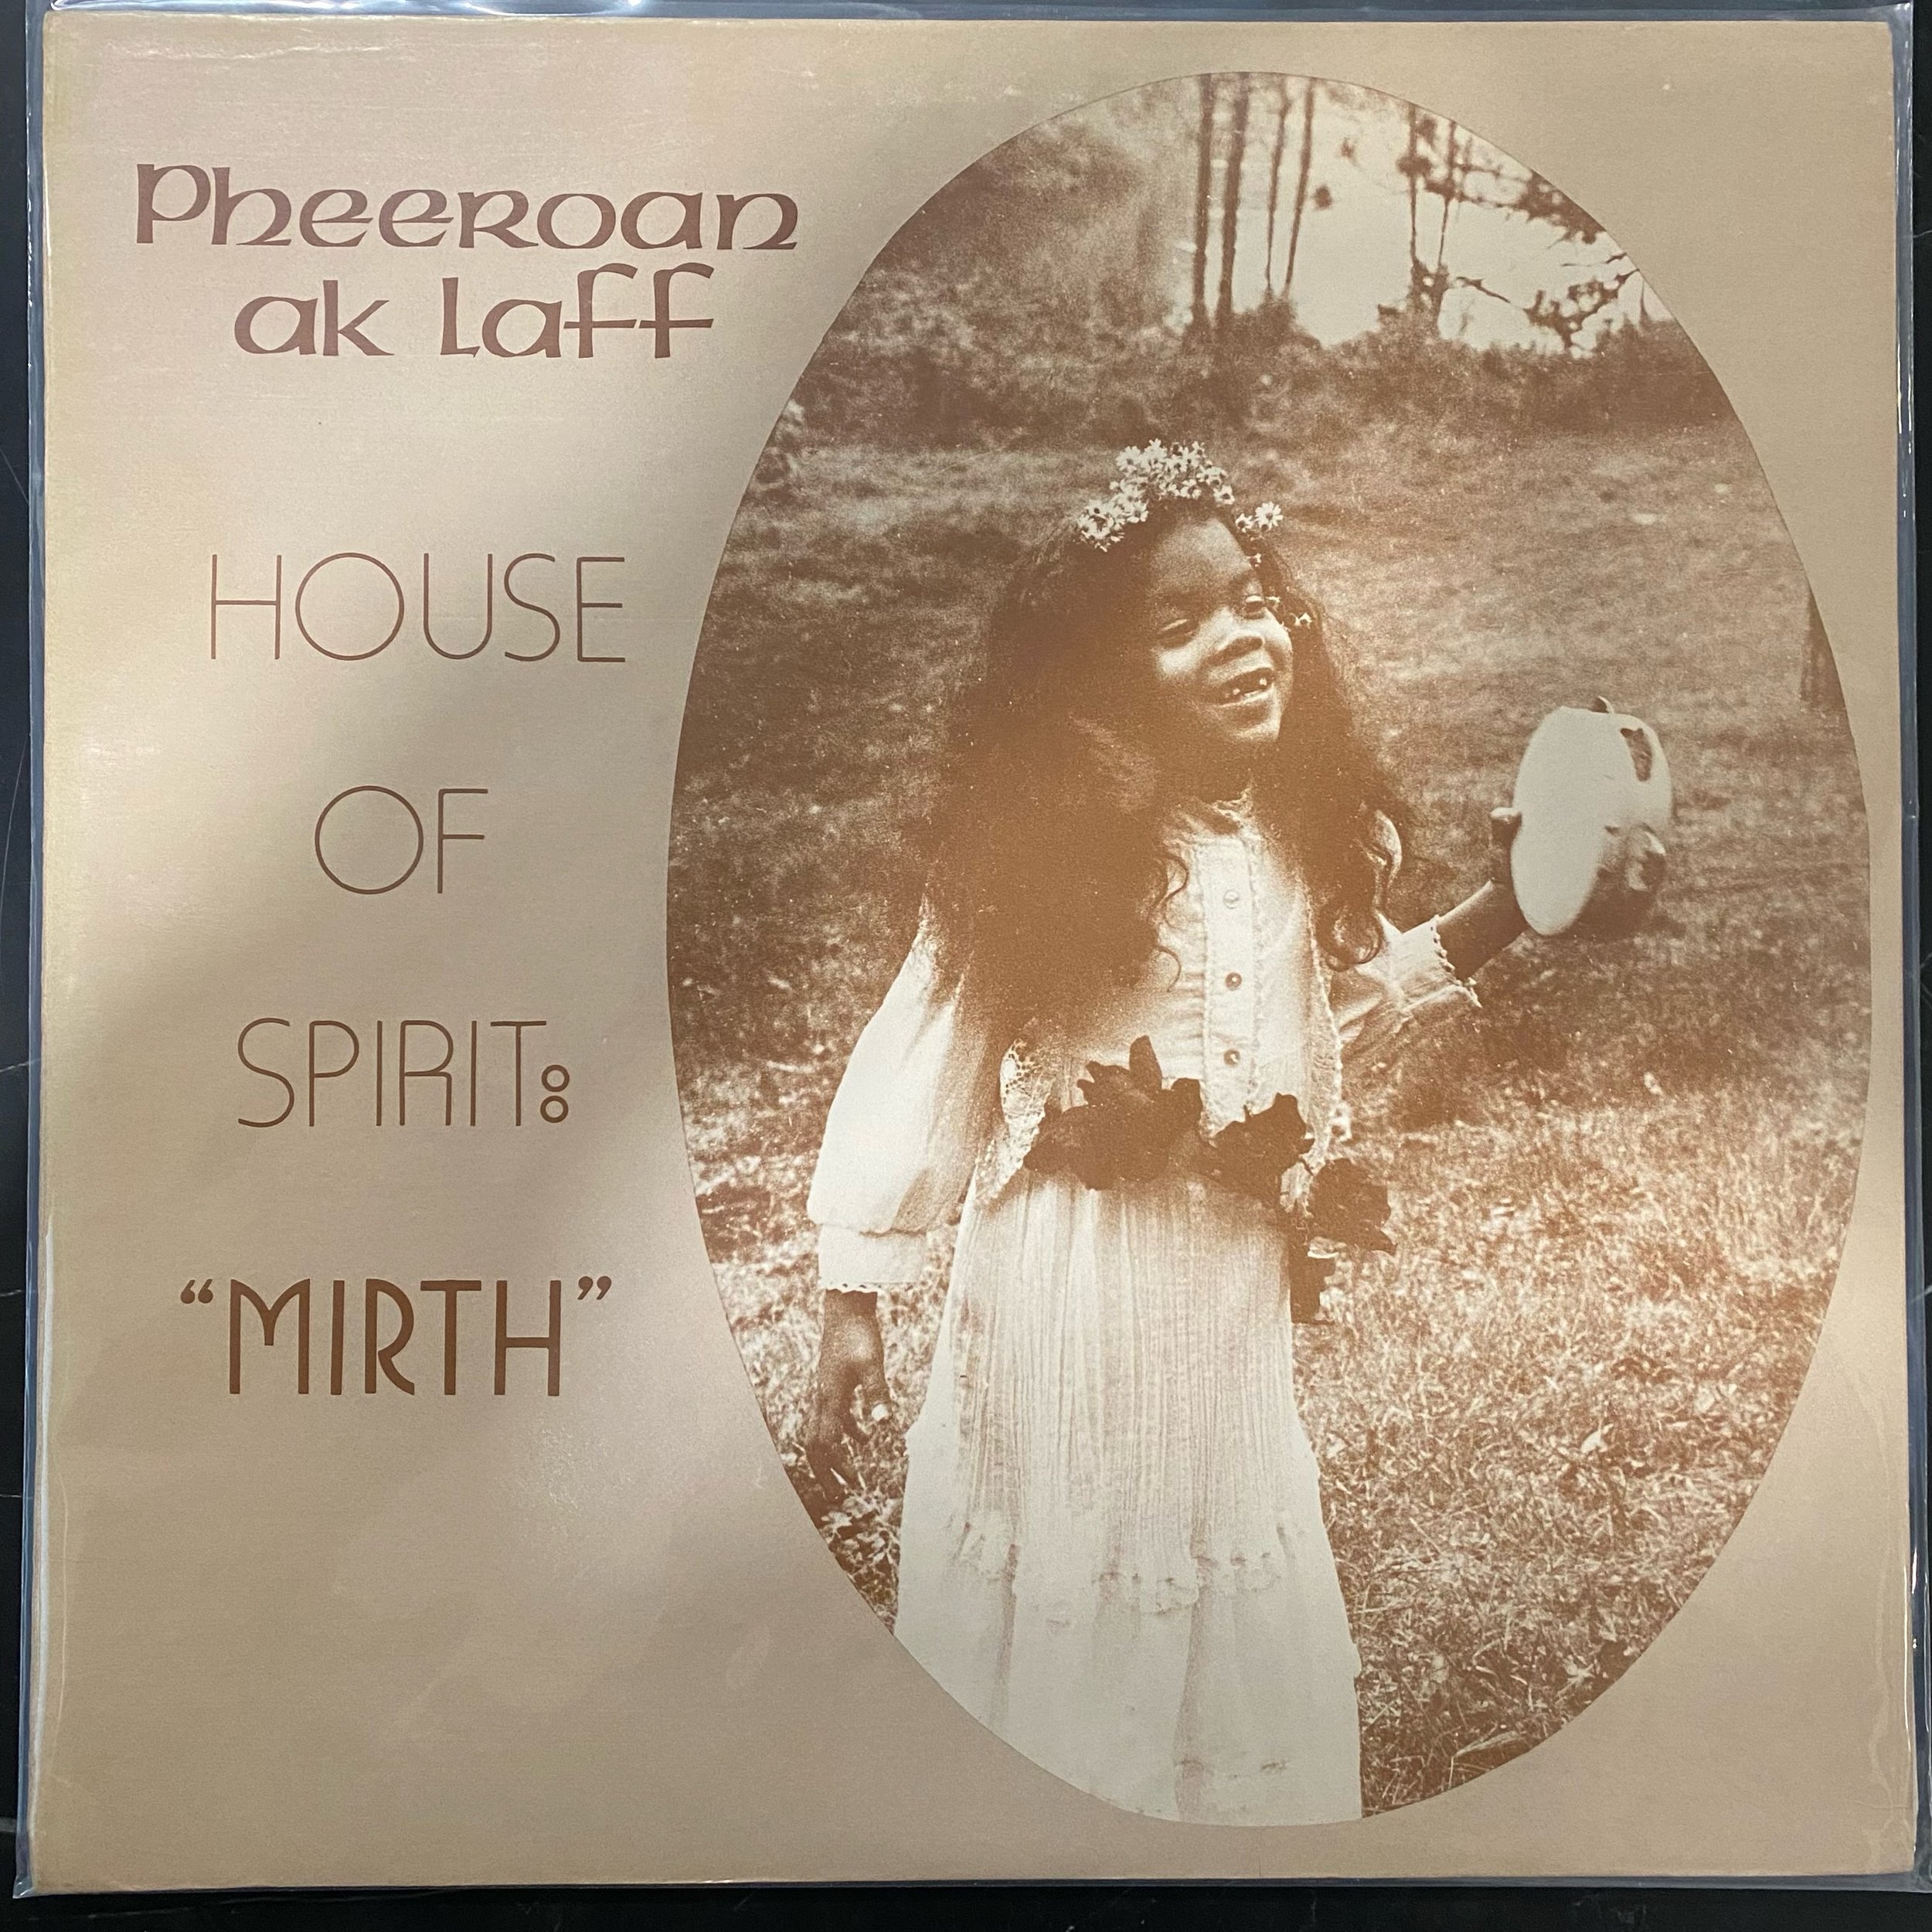 Pheeroan
ak Laff
HOUSE
OF
SPIRIT:
“MIRTH”